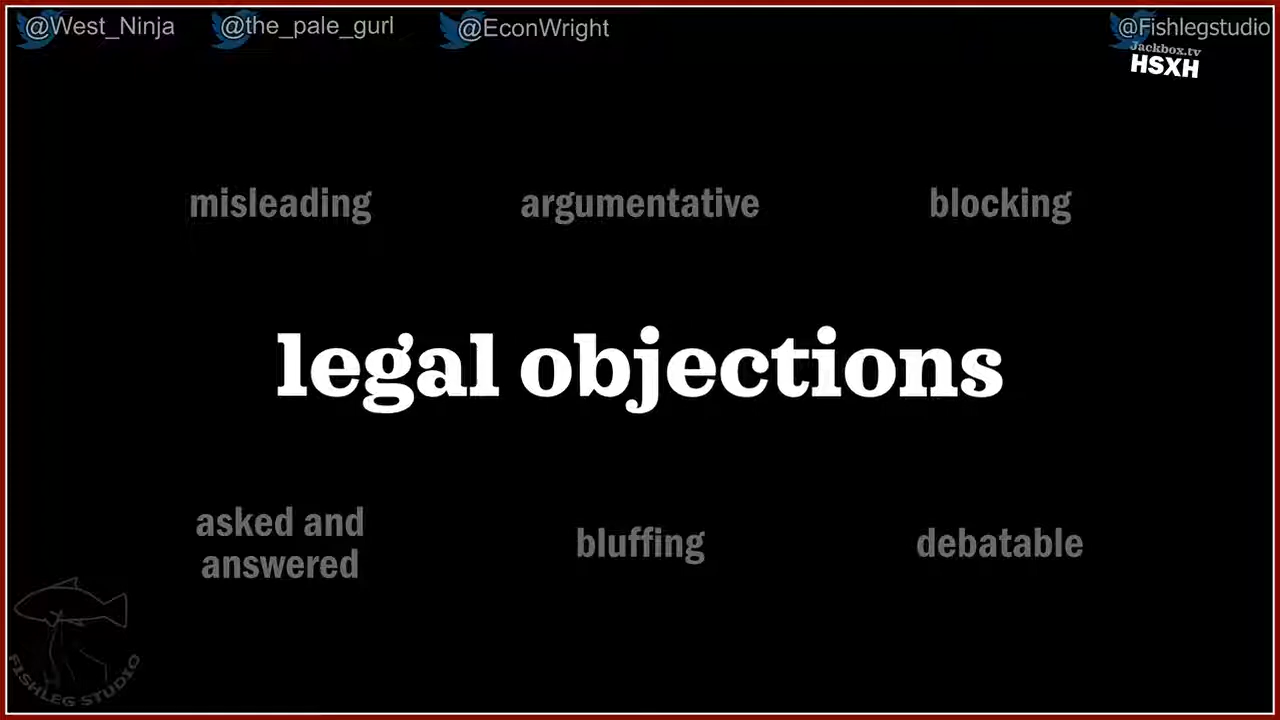 @West_Ninja @the_pale_gurl @EconWright @Fishlegstudio
Jackbox.tv
HSXH
misleading argumentative blocking
legal objections
asked and
answered
bluffing debatable
FISHLEG STUDIO